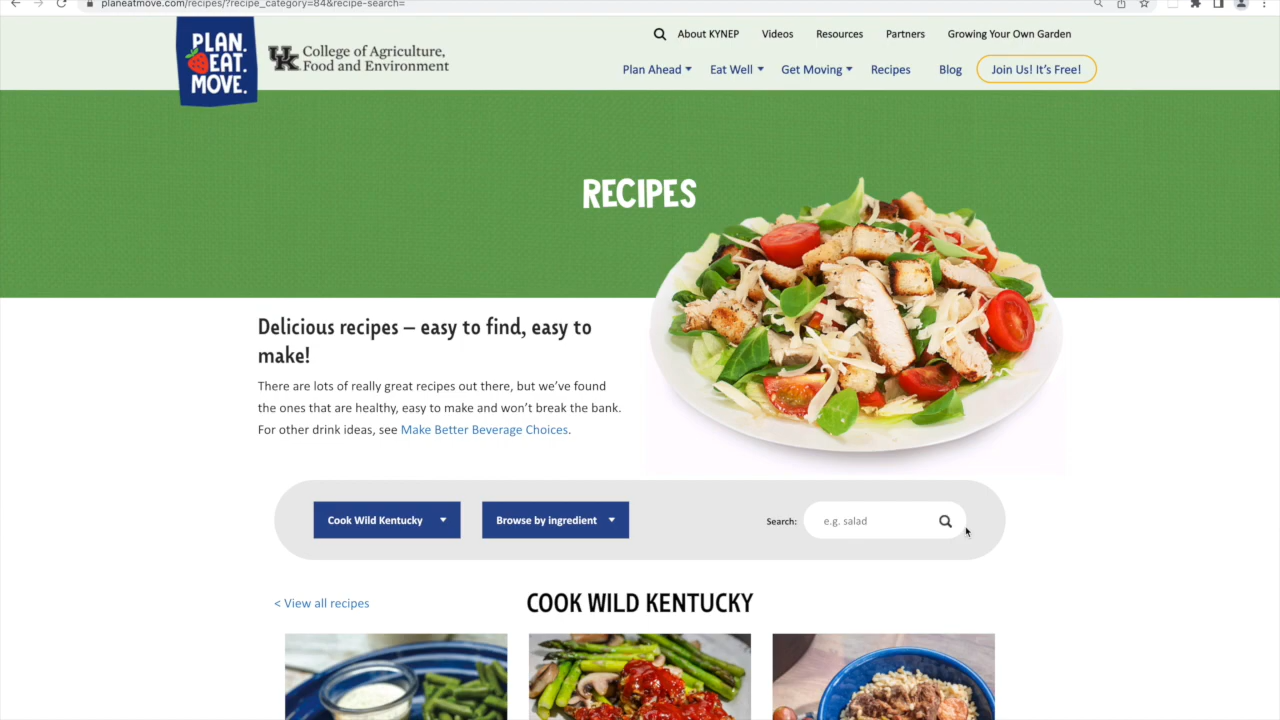 planeatmove.com/recipes/?recipe_category=84&recipe-search=
PLAN.
EAT.
MOVE.
UK
College of Agriculture,
Food and Environment
About KYNEP Videos Resources Partners Growing Your Own Garden
Plan Ahead Eat Well Get Moving Recipes Blog Join Us! It's Free!
RECIPES
Delicious recipes – easy to find, easy to
make!
There are lots of really great recipes out there, but we've found
the ones that are healthy, easy to make and won't break the bank.
For other drink ideas, see Make Better Beverage Choices.
Cook Wild Kentucky Browse by ingredient Search: e.g. salad
< View all recipes
COOK WILD KENTUCKY